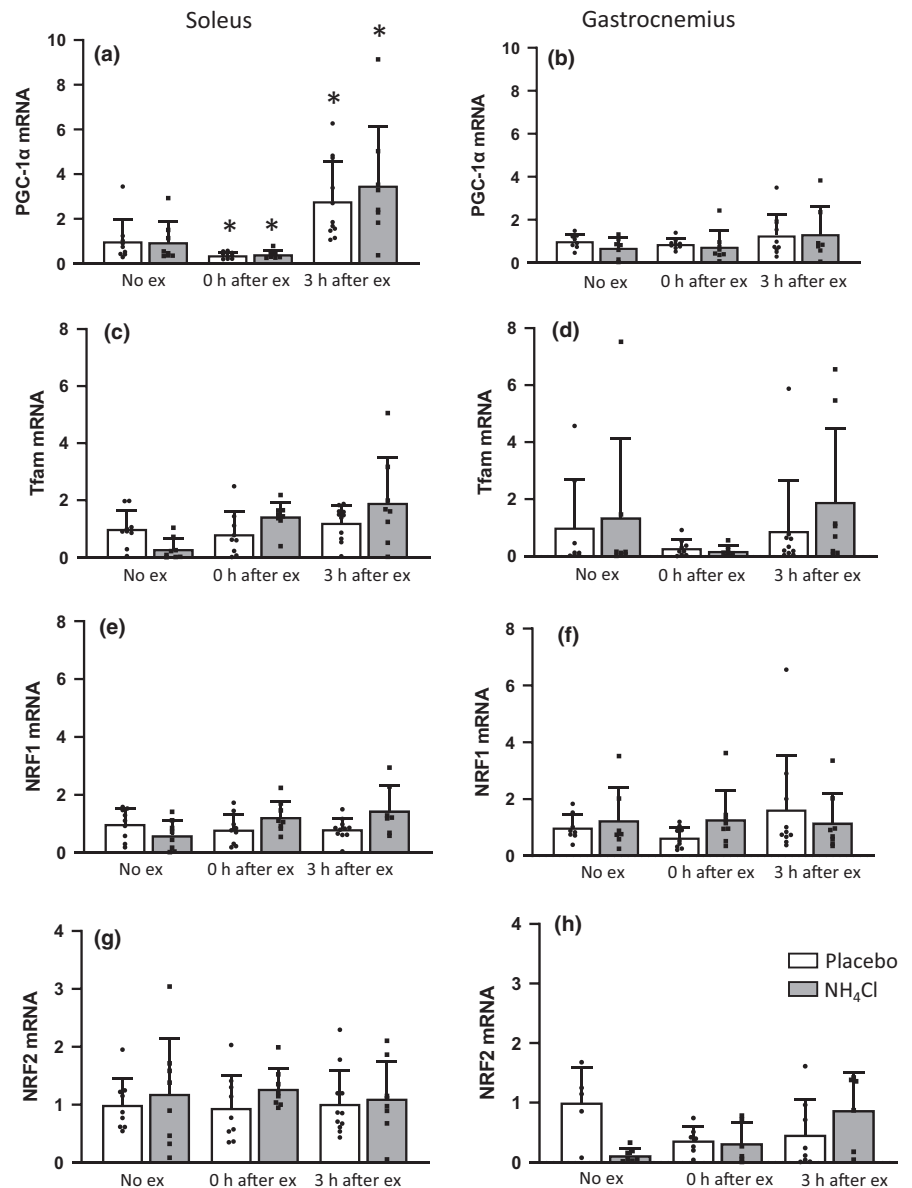 Soleus
Gastrocnemius
(a)
PGC-1α mRNA
10
8
6
4
2
0
* * * *
No ex 0 h after ex 3 h after ex
(b)
PGC-1α mRNA
10
8
6
4
2
0
No ex 0 h after ex 3 h after ex
(c)
Tfam mRNA
8
6
4
2
0
No ex 0 h after ex 3 h after ex
(d)
Tfam mRNA
8
6
4
2
0
No ex 0 h after ex 3 h after ex
(e)
NRF1 mRNA
8
6
4
2
0
No ex 0 h after ex 3 h after ex
(f)
NRF1 mRNA
8
6
4
2
0
No ex 0 h after ex 3 h after ex
(g)
NRF2 mRNA
4
3
2
1
0
No ex 0 h after ex 3 h after ex
(h)
NRF2 mRNA
4
3
2
1
0
No ex 0 h after ex 3 h after ex
Placebo
NH₄Cl